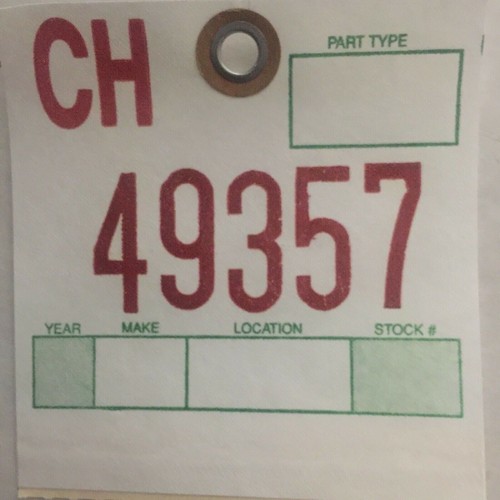 CH
PART TYPE
49357
YEAR MAKE LOCATION STOCK #